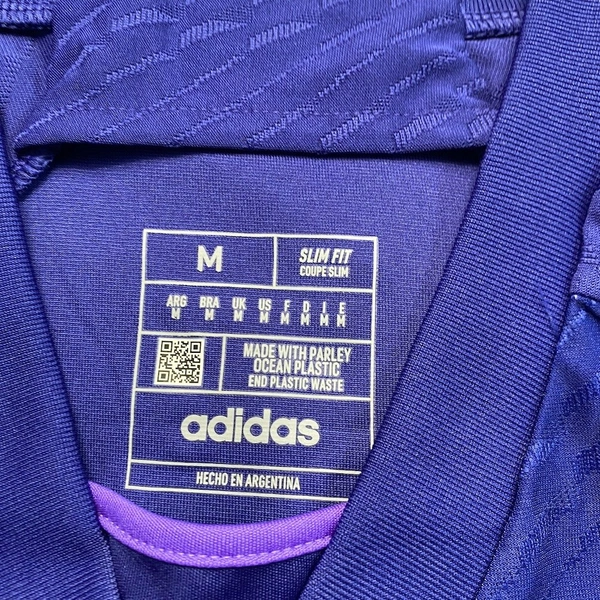 M
SLIM FIT
COUPE SLIM
ARG BRA UK US F D I E
M M M M M M M M
MADE WITH PARLEY
OCEAN PLASTIC
END PLASTIC WASTE
adidas
HECHO EN ARGENTINA